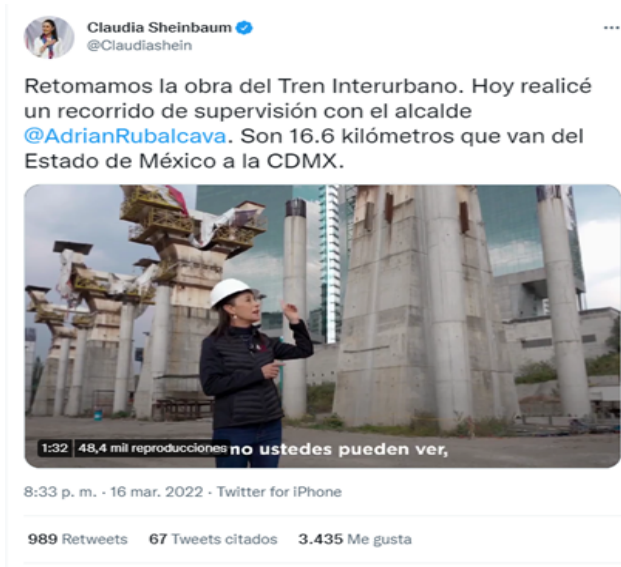 Claudia Sheinbaum
@Claudiashein
Retomamos la obra del Tren Interurbano. Hoy realicé
un recorrido de supervisión con el alcalde
@AdrianRubalcava. Son 16.6 kilómetros que van del
Estado de México a la CDMX.
1:32 48,4 mil reproducciones no ustedes pueden ver,
8:33 p. m. · 16 mar. 2022 · Twitter for iPhone
989 Retweets 67 Tweets citados 3.435 Me gusta